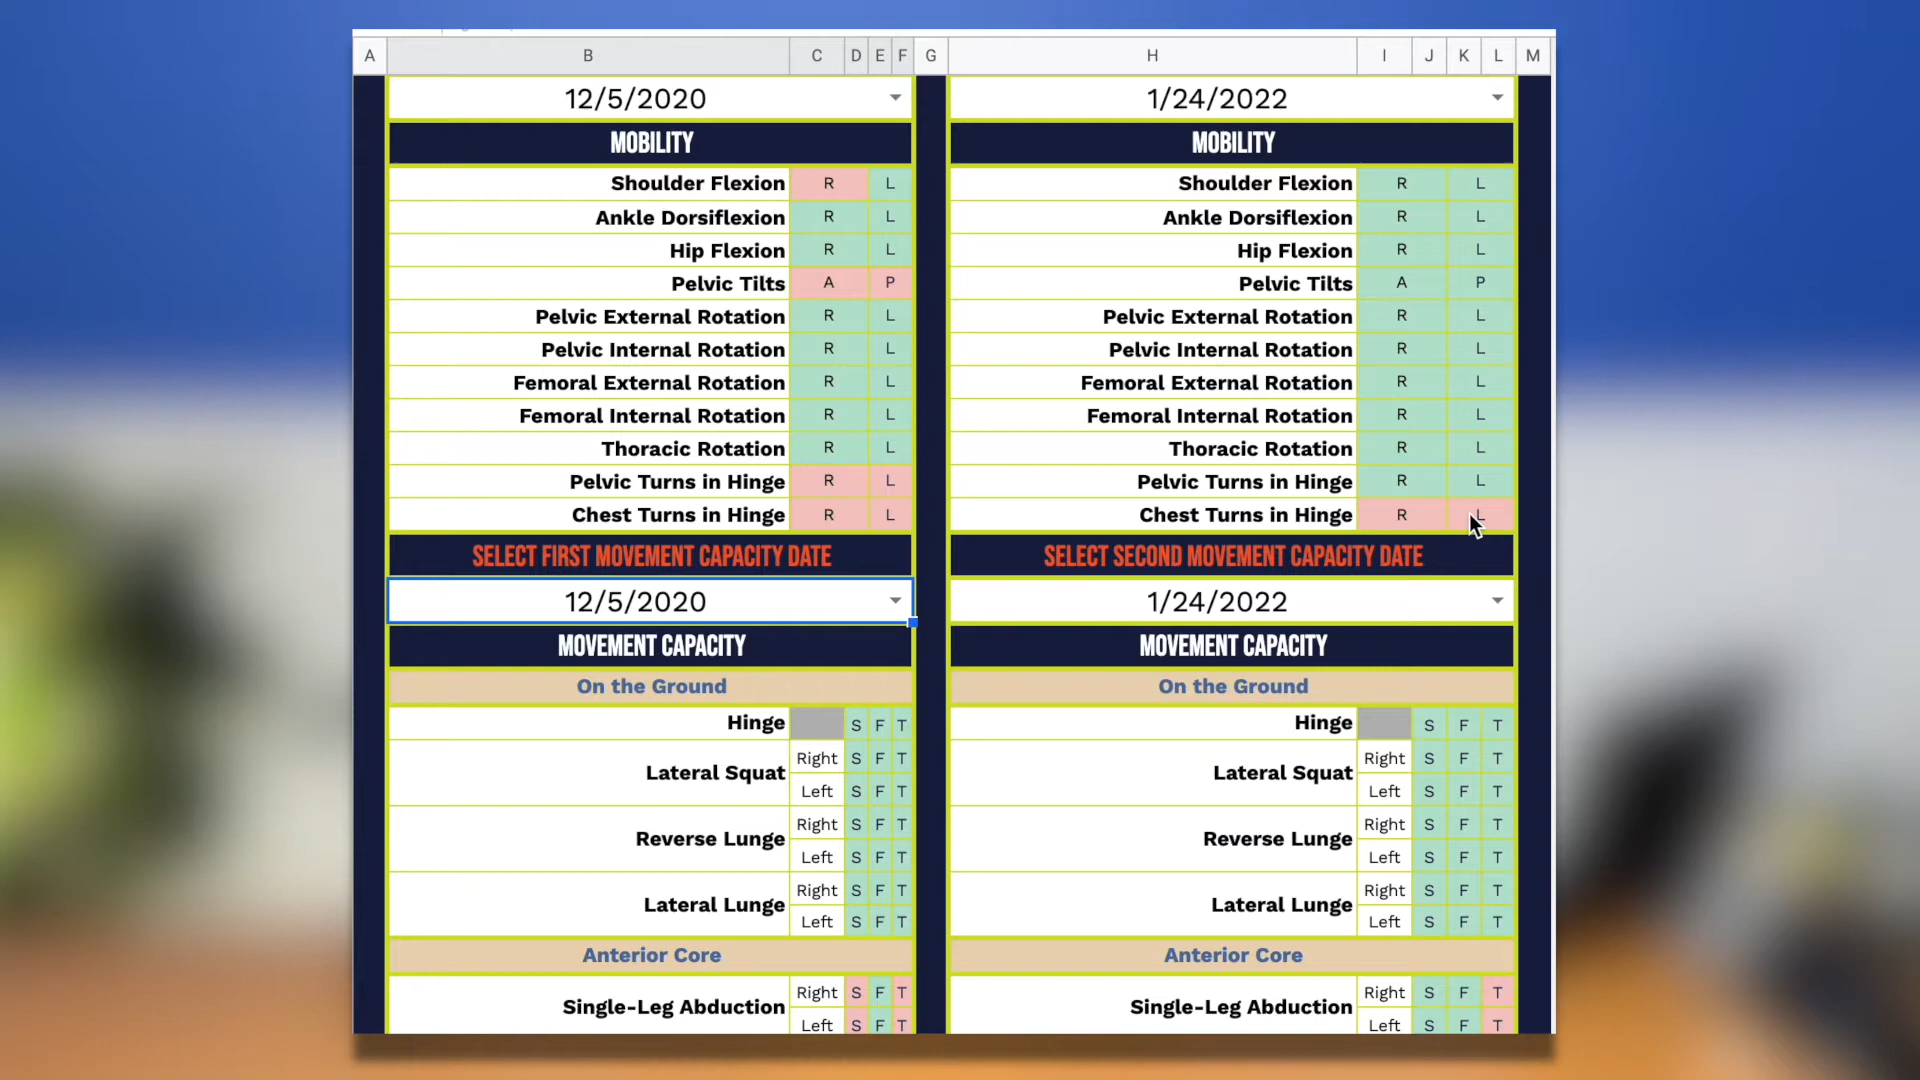 A B C D E F G H I J K L M
12/5/2020 1/24/2022
MOBILITY MOBILITY
Shoulder Flexion R L Shoulder Flexion R L
Ankle Dorsiflexion R L Ankle Dorsiflexion R L
Hip Flexion R L Hip Flexion R L
Pelvic Tilts A P Pelvic Tilts A P
Pelvic External Rotation R L Pelvic External Rotation R L
Pelvic Internal Rotation R L Pelvic Internal Rotation R L
Femoral External Rotation R L Femoral External Rotation R L
Femoral Internal Rotation R L Femoral Internal Rotation R L
Thoracic Rotation R L Thoracic Rotation R L
Pelvic Turns in Hinge R L Pelvic Turns in Hinge R L
Chest Turns in Hinge R L Chest Turns in Hinge R L
SELECT FIRST MOVEMENT CAPACITY DATE SELECT SECOND MOVEMENT CAPACITY DATE
12/5/2020 1/24/2022
MOVEMENT CAPACITY MOVEMENT CAPACITY
On the Ground On the Ground
Hinge S F T Hinge S F T
Lateral Squat Right S F T Lateral Squat Right S F T
Left S F T Left S F T
Reverse Lunge Right S F T Reverse Lunge Right S F T
Left S F T Left S F T
Lateral Lunge Right S F T Lateral Lunge Right S F T
Left S F T Left S F T
Anterior Core Anterior Core
Single-Leg Abduction Right S F T Single-Leg Abduction Right S F T
Left S F T Left S F T